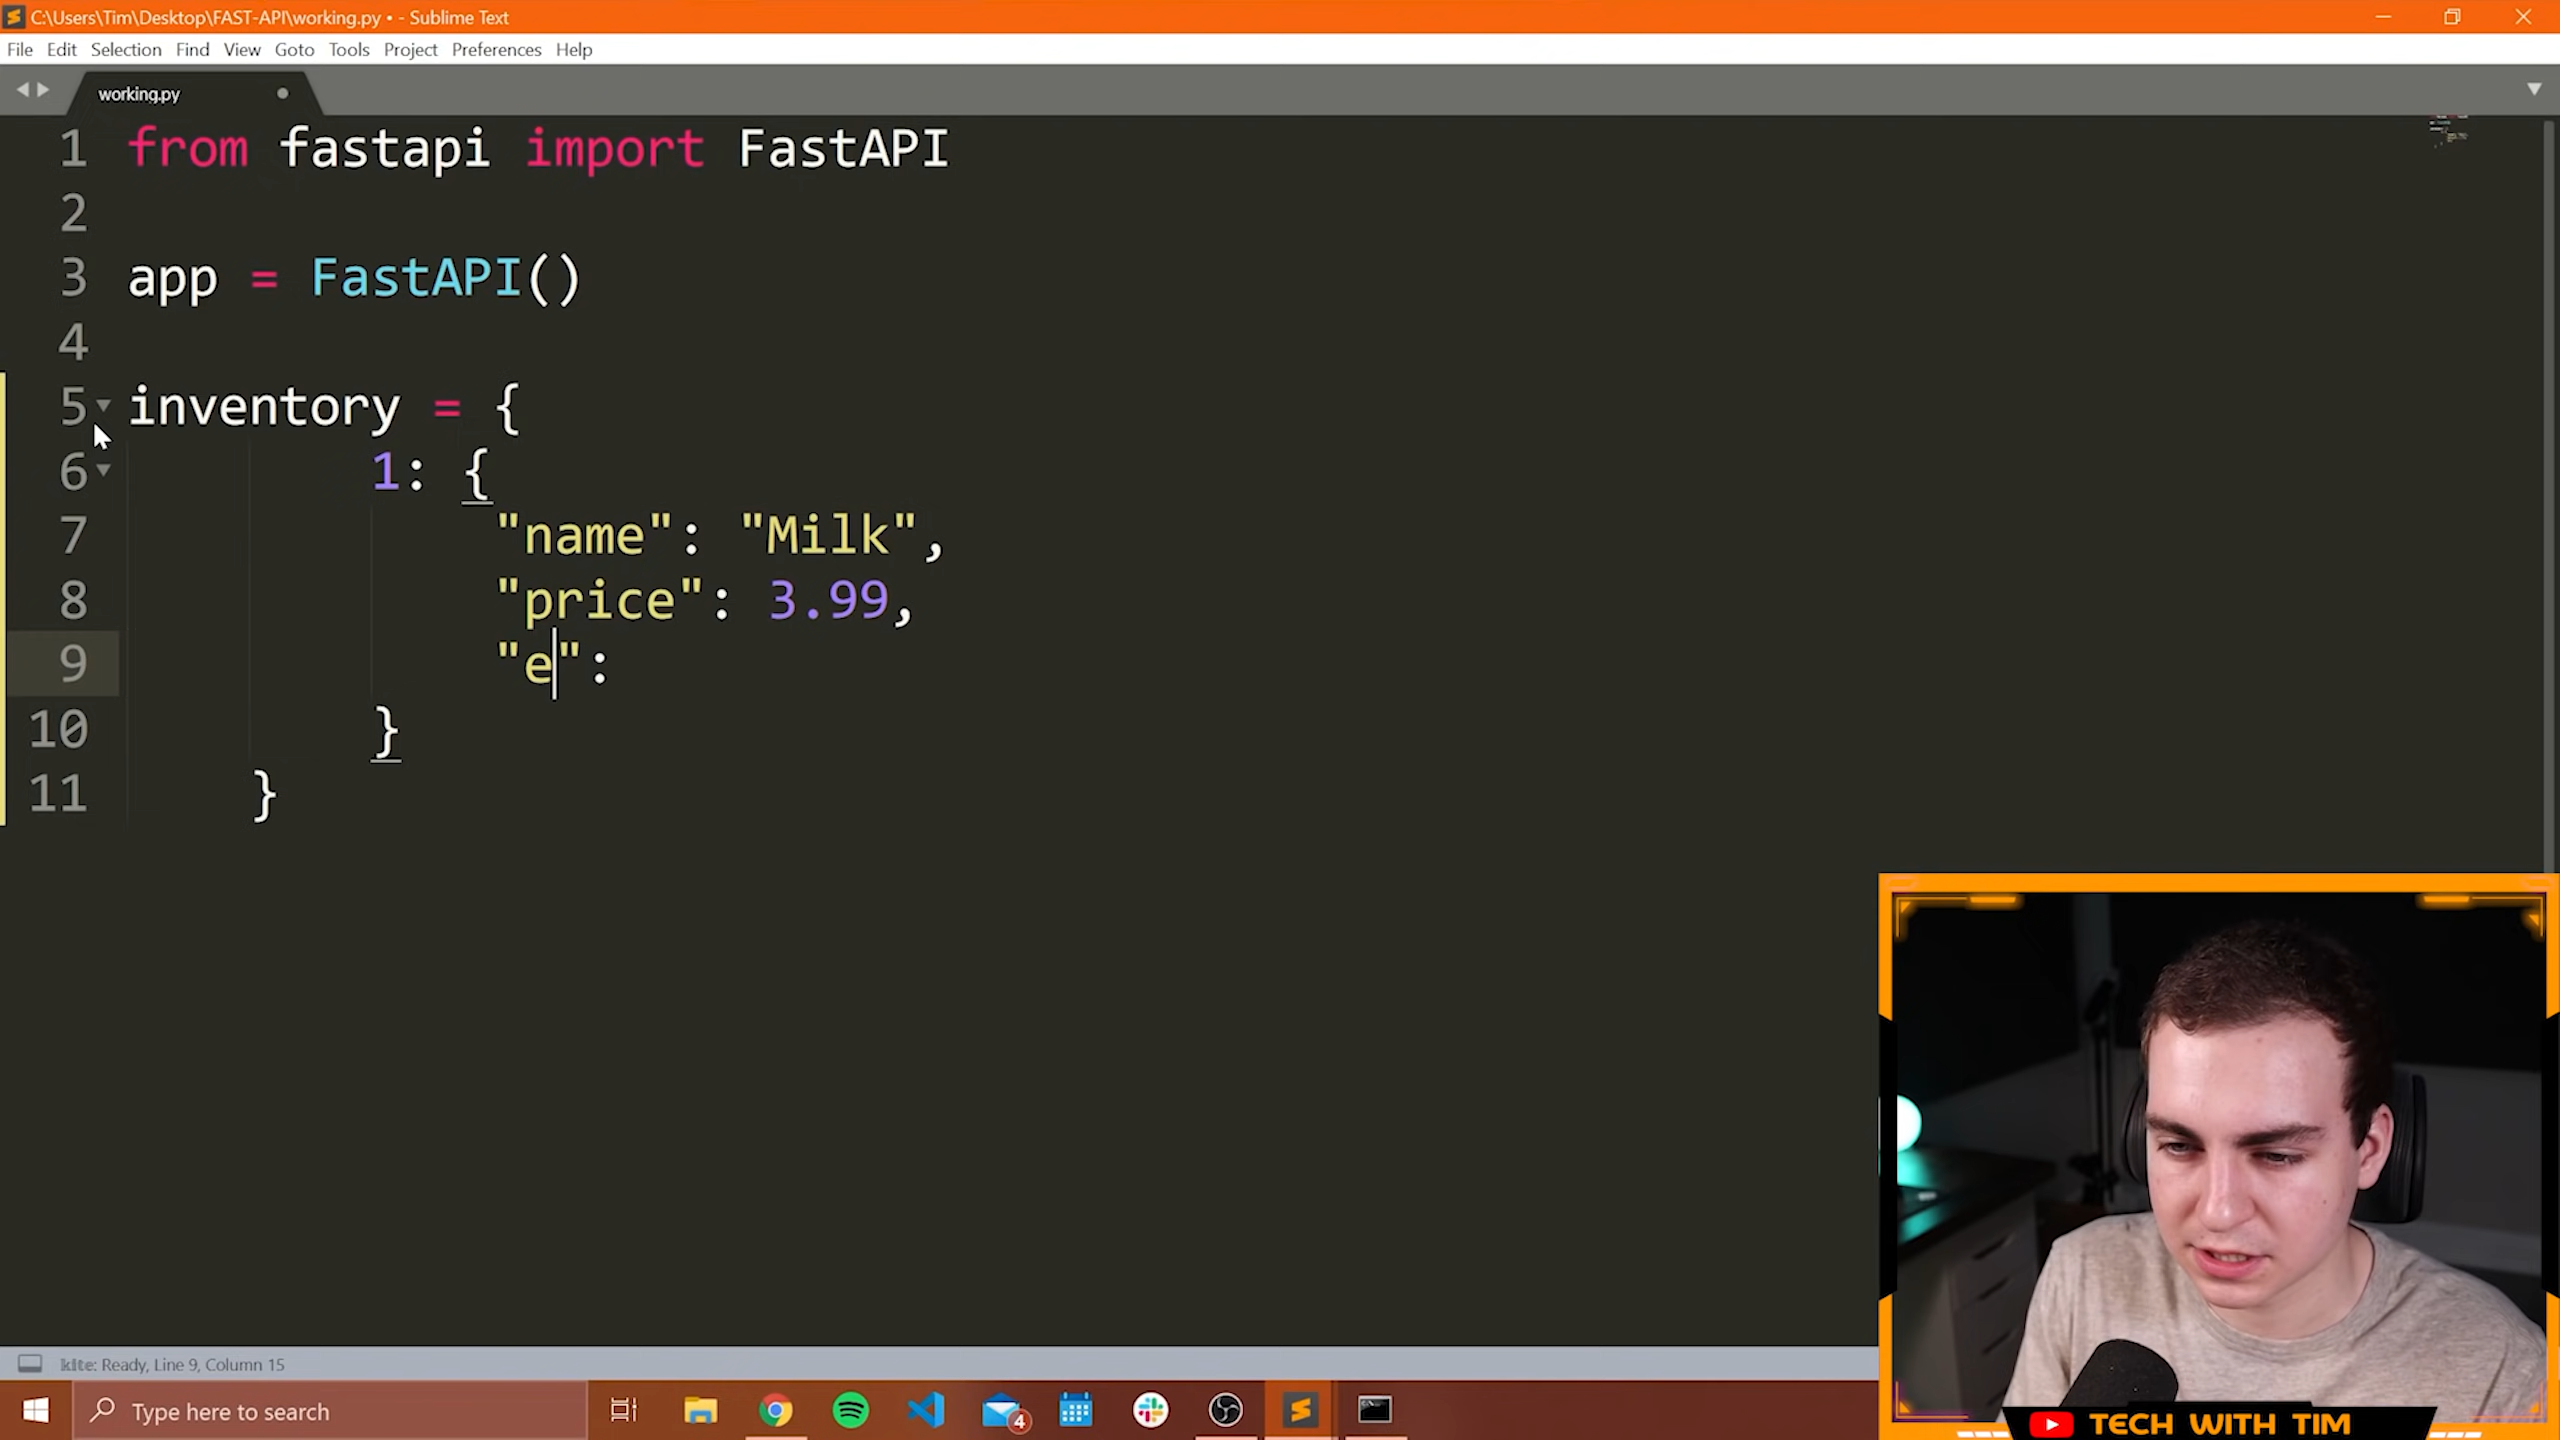 C:\Users\Tim\Desktop\FAST-API\working.py • - Sublime Text
File Edit Selection Find View Goto Tools Project Preferences Help
working.py
1 from fastapi import FastAPI
2
3 app = FastAPI()
4
5 inventory = {
6 1: {
7 "name": "Milk",
8 "price": 3.99,
9 "e":
10 }
11 }
kite: Ready, Line 9, Column 15
Type here to search
4
TECH WITH TIM